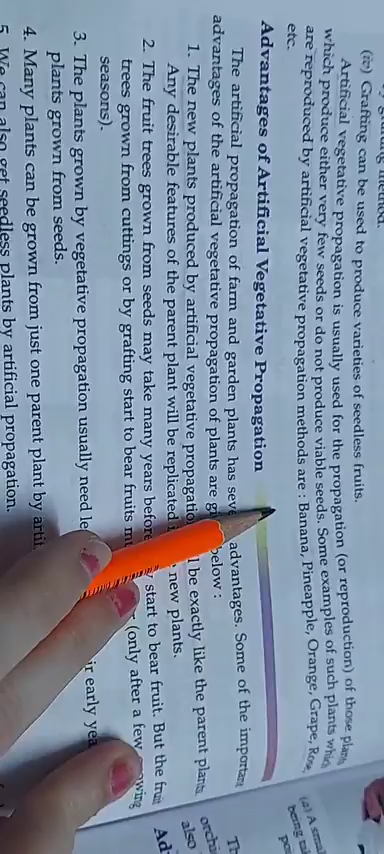 (iv) Grafting can be used to produce varieties of seedless fruits.
Artificial vegetative propagation is usually used for the propagation (or reproduction) of those plants
which produce either very few seeds or do not produce viable seeds. Some examples of such plants which
are reproduced by artificial vegetative propagation methods are : Banana, Pineapple, Orange, Grape, Rose,
etc.
Advantages of Artificial Vegetative Propagation
The artificial propagation of farm and garden plants has advantages. Some of the important
advantages of the artificial vegetative propagation of plants are below :
1. The new plants produced by artificial vegetative be exactly like the parent plants.
Any desirable features of the parent plant will be replicated new plants.
2. The fruit trees grown from seeds may take many years before start to bear fruit. But the fruit
trees grown from cuttings or by grafting start to bear fruits (only after a few
seasons).
3. The plants grown by vegetative propagation usually need early
plants grown from seeds.
4. Many plants can be grown from just one parent plant by
5. We can also get seedless plants by artificial propagation.
(a) A
being
also